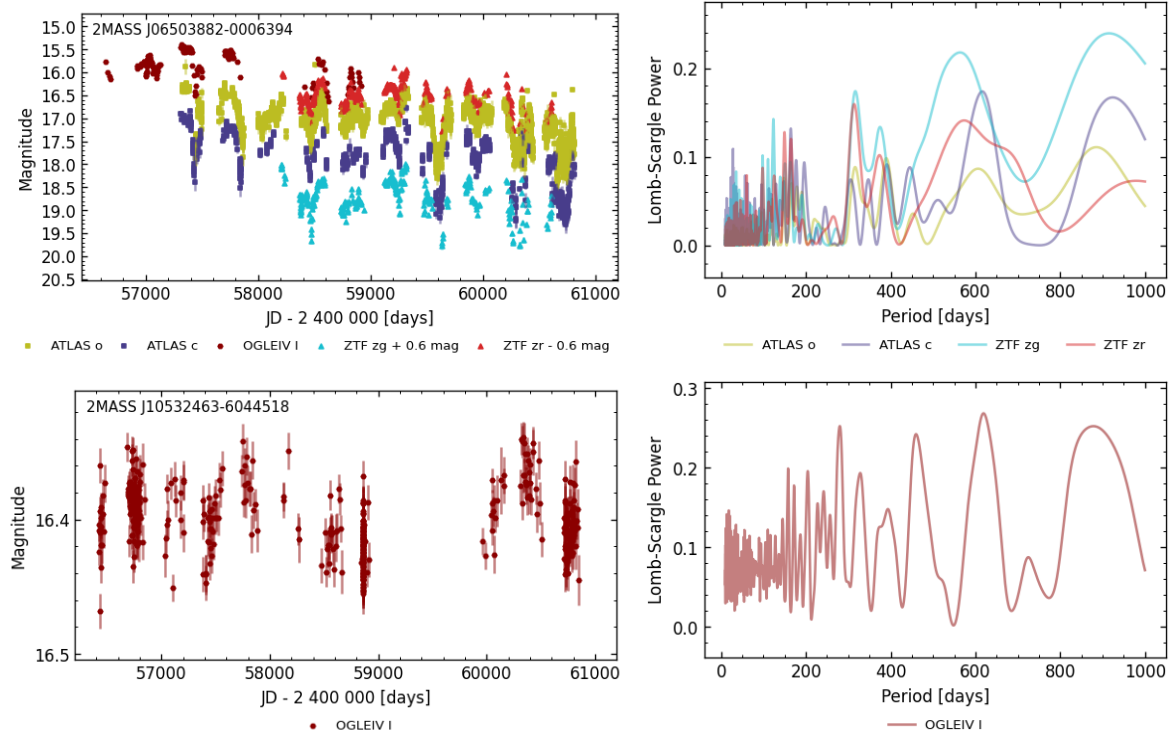 2MASS J06503882-0006394
Magnitude
15.0
15.5
16.0
16.5
17.0
17.5
18.0
18.5
19.0
19.5
20.0
20.5
57000 58000 59000 60000 61000
JD - 2 400 000 [days]
ATLAS o ATLAS c OGLEIV I ZTF zg + 0.6 mag ZTF zr - 0.6 mag
Lomb-Scargle Power
0.2
0.1
0.0
0 200 400 600 800 1000
Period [days]
ATLAS o ATLAS c ZTF zg ZTF zr
2MASS J10532463-6044518
Magnitude
16.4
16.5
57000 58000 59000 60000 61000
JD - 2 400 000 [days]
OGLEIV I
Lomb-Scargle Power
0.3
0.2
0.1
0.0
0 200 400 600 800 1000
Period [days]
OGLEIV I